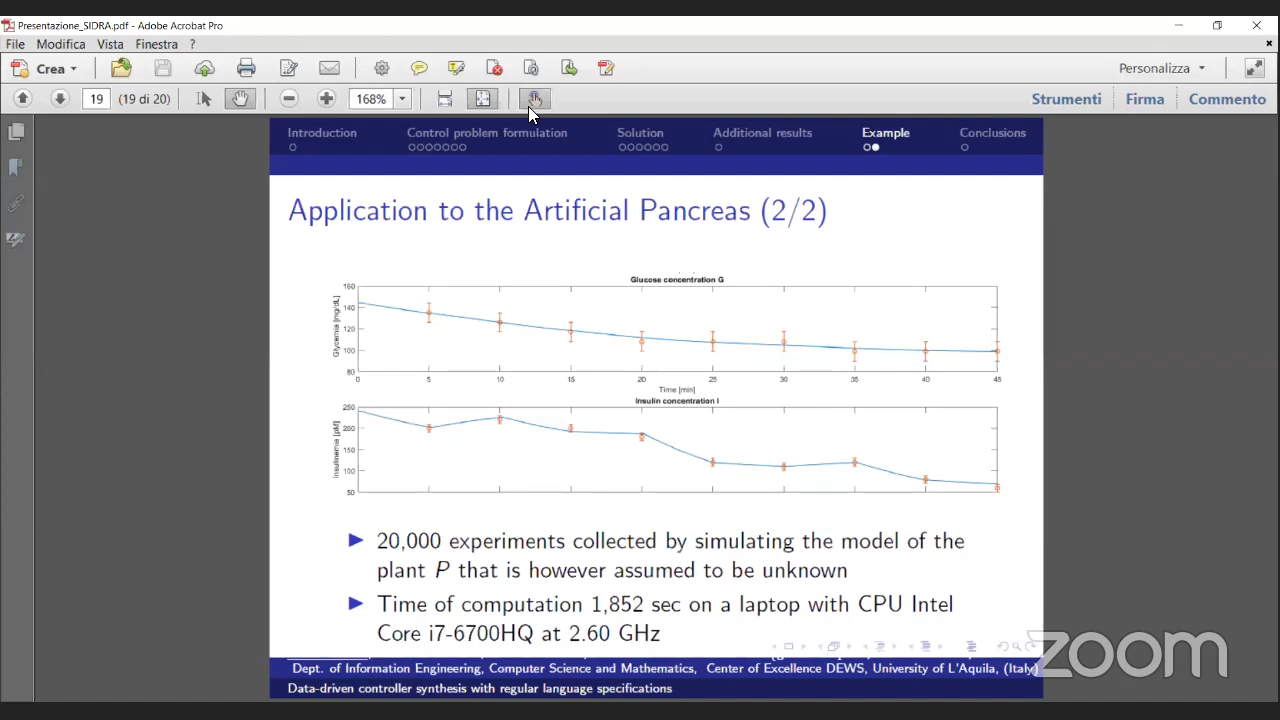 Presentazione_SIDRA.pdf - Adobe Acrobat Pro
File Modifica Vista Finestra ?
Crea Personalizza
19 (19 di 20) 168% Strumenti Firma Commento
Introduction Control problem formulation Solution Additional results Example Conclusions
Application to the Artificial Pancreas (2/2)
Glucose concentration G
Glycemia [mg/dL]
160
140
120
100
80
0 5 10 15 20 25 30 35 40 45
Time [min]
Insulin concentration I
Insulinemia [pM]
250
200
150
100
50
▶ 20,000 experiments collected by simulating the model of the
plant P that is however assumed to be unknown
▶ Time of computation 1,852 sec on a laptop with CPU Intel
Core i7-6700HQ at 2.60 GHz
Dept. of Information Engineering, Computer Science and Mathematics, Center of Excellence DEWS, University of L'Aquila, (Italy)
Data-driven controller synthesis with regular language specifications
zoom